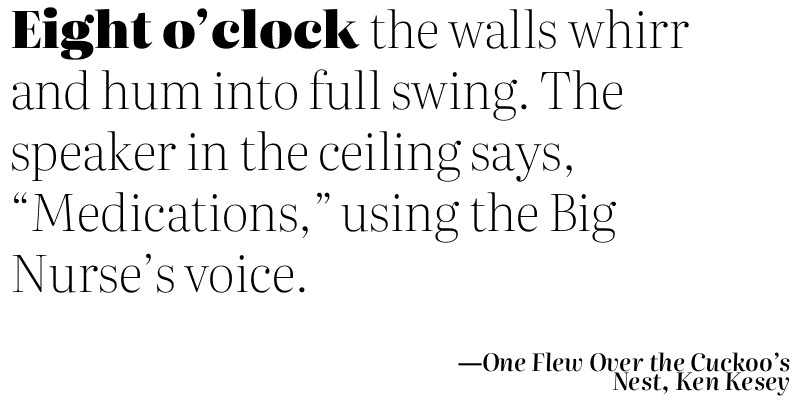 Eight o’clock the walls whirr
and hum into full swing. The
speaker in the ceiling says,
“Medications,” using the Big
Nurse’s voice.
—One Flew Over the Cuckoo’s
Nest, Ken Kesey